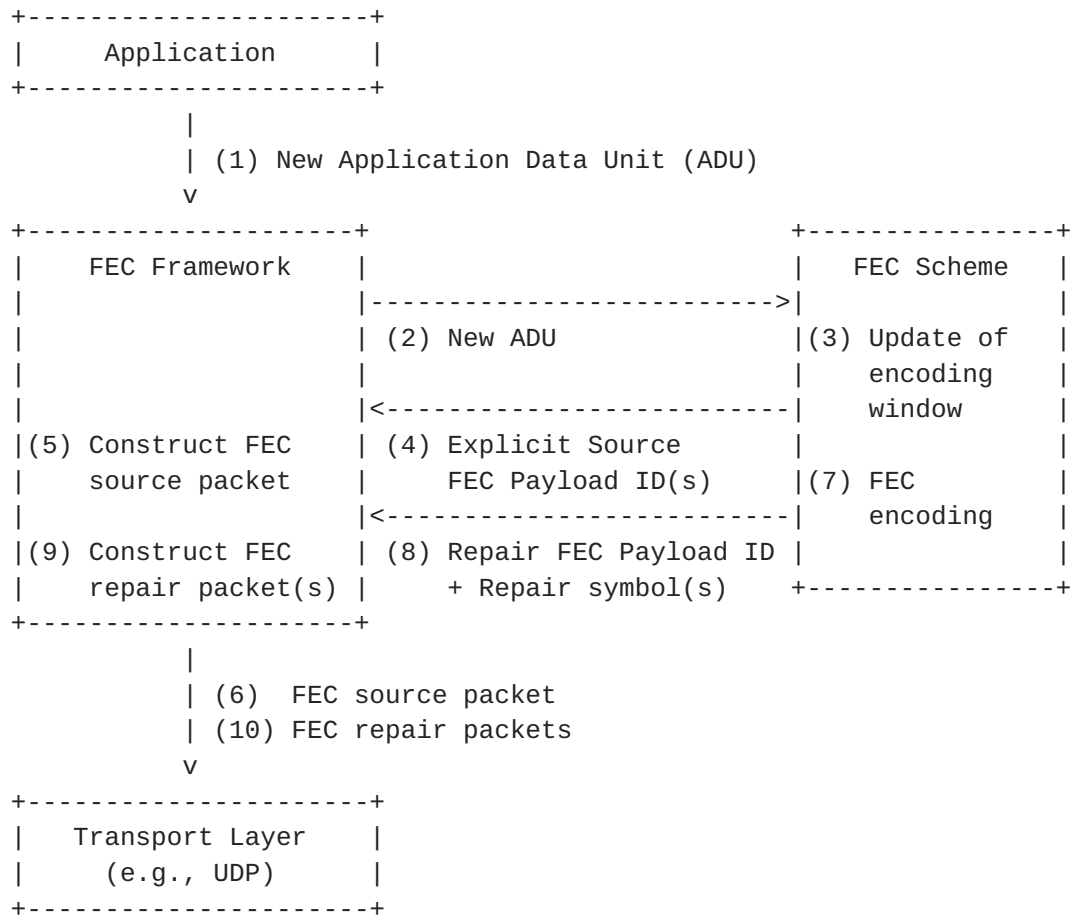 +----------------------+
|     Application      |
+----------------------+
           |
           | (1) New Application Data Unit (ADU)
           v
+---------------------+                           +----------------+
|    FEC Framework    |                           |   FEC Scheme   |
|                     |-------------------------->|                |
|                     | (2) New ADU               |(3) Update of   |
|                     |                           |    encoding    |
|                     |<--------------------------|    window      |
|(5) Construct FEC    | (4) Explicit Source       |                |
|    source packet    |     FEC Payload ID(s)     |(7) FEC         |
|                     |<--------------------------|    encoding    |
|(9) Construct FEC    | (8) Repair FEC Payload ID |                |
|    repair packet(s) |     + Repair symbol(s)    +----------------+
+---------------------+
           |
           | (6)  FEC source packet
           | (10) FEC repair packets
           v
+----------------------+
|   Transport Layer    |
|     (e.g., UDP)      |
+----------------------+